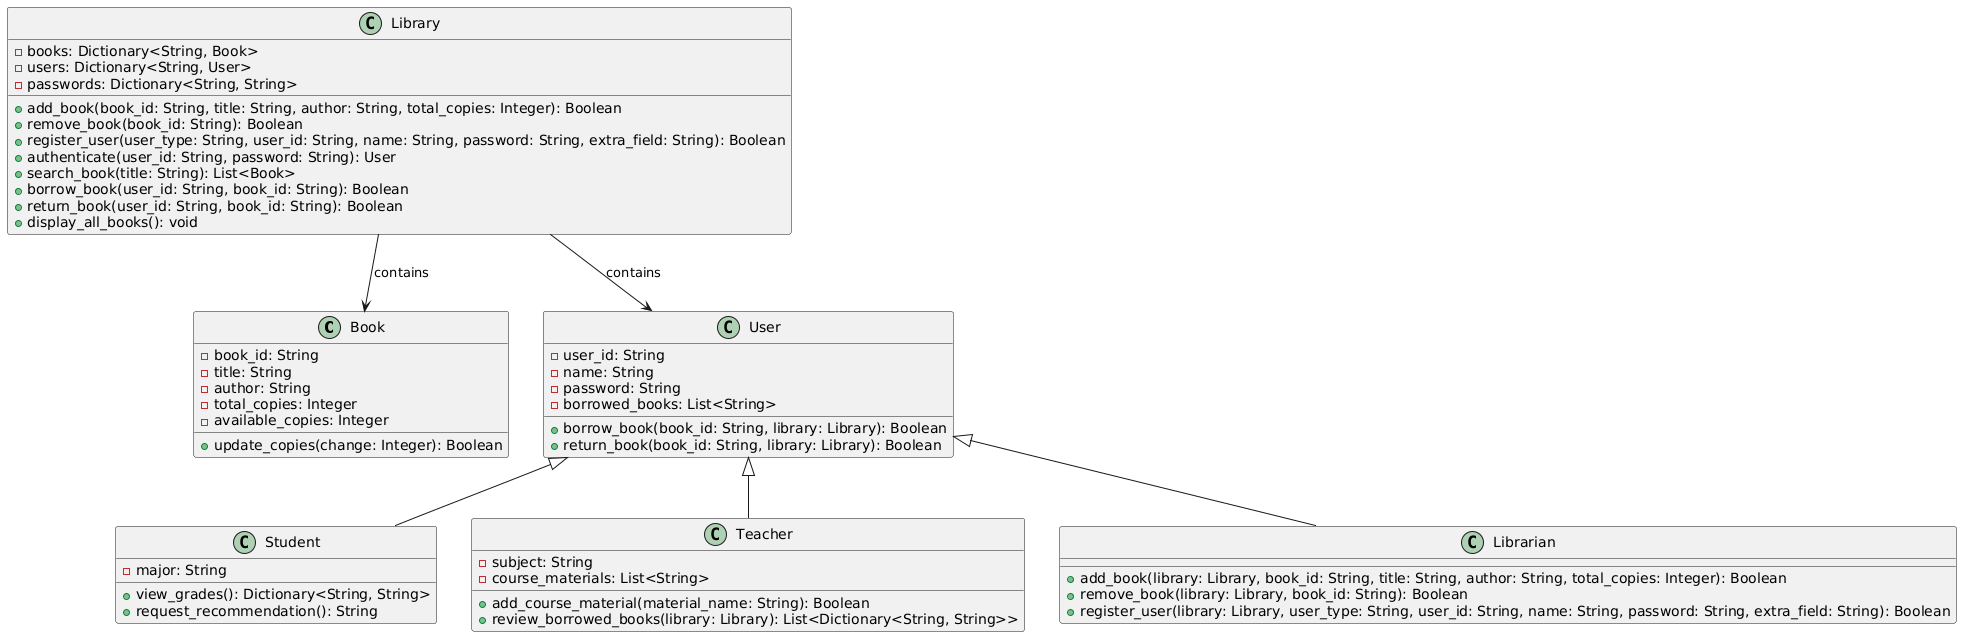 C Library
books: Dictionary<String, Book>
users: Dictionary<String, User>
passwords: Dictionary<String, String>
add_book(book_id: String, title: String, author: String, total_copies: Integer): Boolean
remove_book(book_id: String): Boolean
register_user(user_type: String, user_id: String, name: String, password: String, extra_field: String): Boolean
authenticate(user_id: String, password: String): User
search_book(title: String): List<Book>
borrow_book(user_id: String, book_id: String): Boolean
return_book(user_id: String, book_id: String): Boolean
display_all_books(): void
contains
contains
C Book
book_id: String
title: String
author: String
total_copies: Integer
available_copies: Integer
update_copies(change: Integer): Boolean
C User
user_id: String
name: String
password: String
borrowed_books: List<String>
borrow_book(book_id: String, library: Library): Boolean
return_book(book_id: String, library: Library): Boolean
C Student
major: String
view_grades(): Dictionary<String, String>
request_recommendation(): String
C Teacher
subject: String
course_materials: List<String>
add_course_material(material_name: String): Boolean
review_borrowed_books(library: Library): List<Dictionary<String, String>>
C Librarian
add_book(library: Library, book_id: String, title: String, author: String, total_copies: Integer): Boolean
remove_book(library: Library, book_id: String): Boolean
register_user(library: Library, user_type: String, user_id: String, name: String, password: String, extra_field: String): Boolean